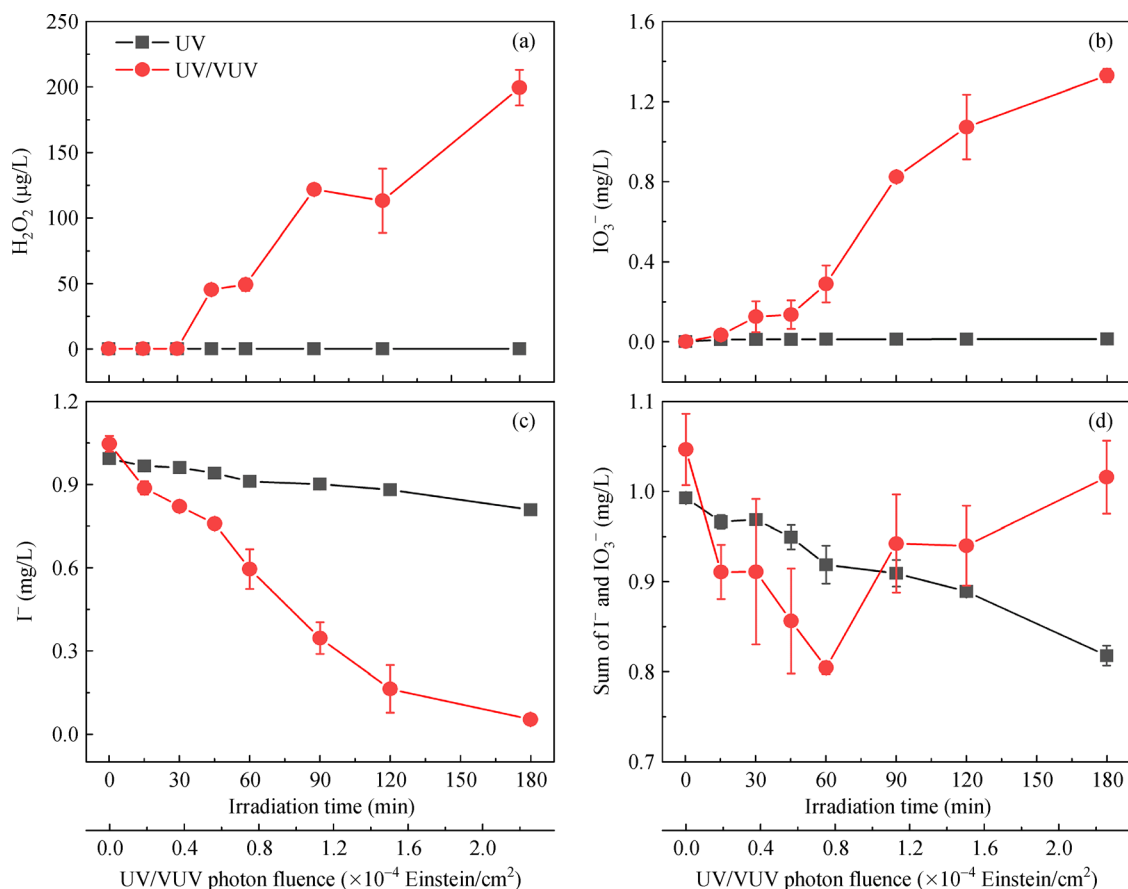 250
200
150
100
50
0
H₂O₂ (μg/L)
UV
UV/VUV
(a)
1.6
1.2
0.8
0.4
0.0
IO₃⁻ (mg/L)
(b)
1.2
0.9
0.6
0.3
0.0
I⁻ (mg/L)
(c)
0 30 60 90 120 150 180
Irradiation time (min)
0.0 0.4 0.8 1.2 1.6 2.0
UV/VUV photon fluence (×10⁻⁴ Einstein/cm²)
1.1
1.0
0.9
0.8
0.7
Sum of I⁻ and IO₃⁻ (mg/L)
(d)
0 30 60 90 120 150 180
Irradiation time (min)
0.0 0.4 0.8 1.2 1.6 2.0
UV/VUV photon fluence (×10⁻⁴ Einstein/cm²)